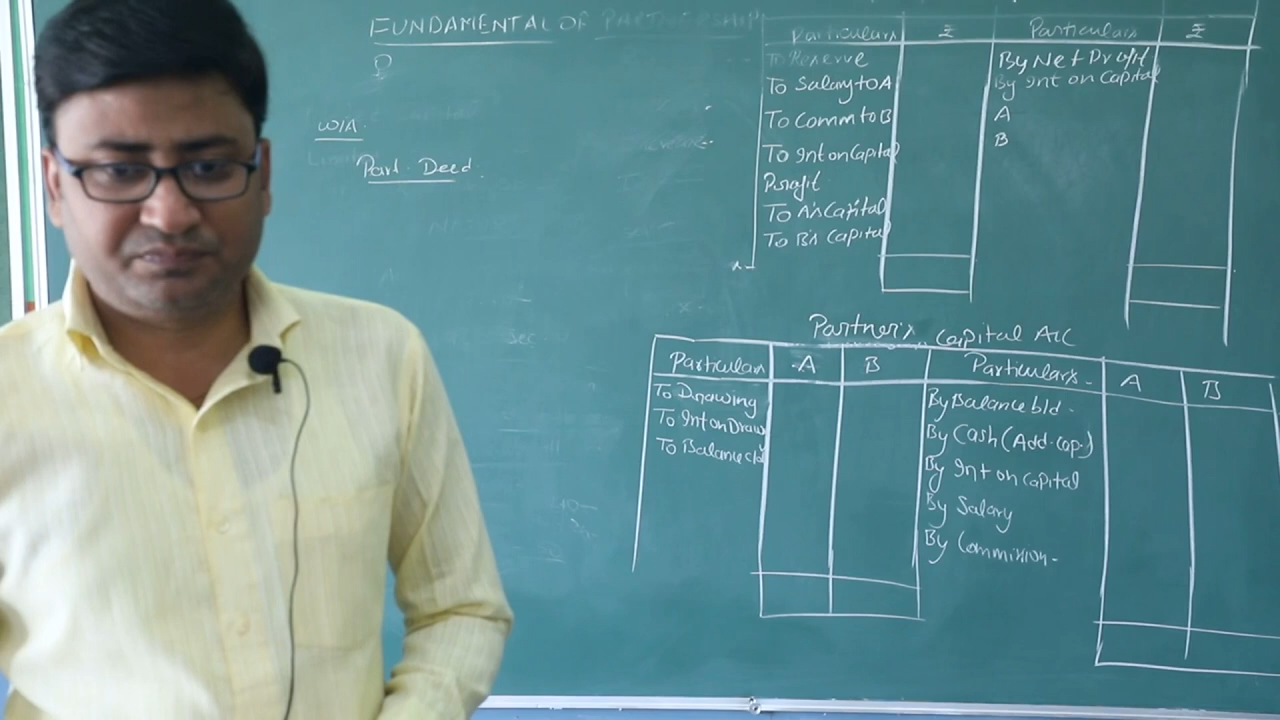 FUNDAMENTAL OF PARTNERSHIP
W/A.
Part. Deed.
Particulars ₹ Particulars ₹
To Reserve By Net Profit
To Salary to A By Int on Capital
To Comm to B A
To Int on Capital B
Profit
To A's Capital
To B's Capital
Partner's Capital A/C
Particulars A B Particulars A B
To Drawing By Balance b/d
To Int on Draw By Cash (Add. Cap.)
To Balance c/d By Int on Capital
By Salary
By Commission